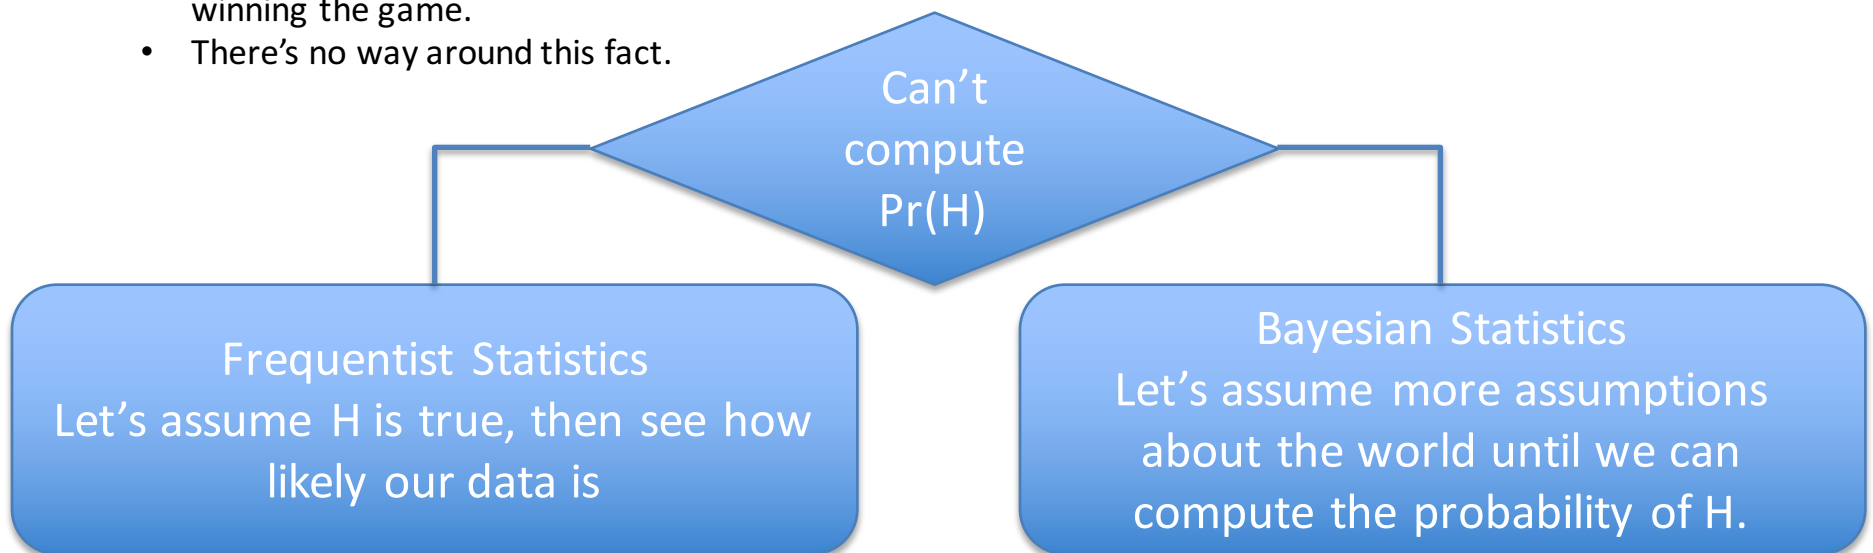 winning the game.
• There’s no way around this fact.
Can’t
compute
Pr(H)
Frequentist Statistics
Let’s assume H is true, then see how
likely our data is
Bayesian Statistics
Let’s assume more assumptions
about the world until we can
compute the probability of H.